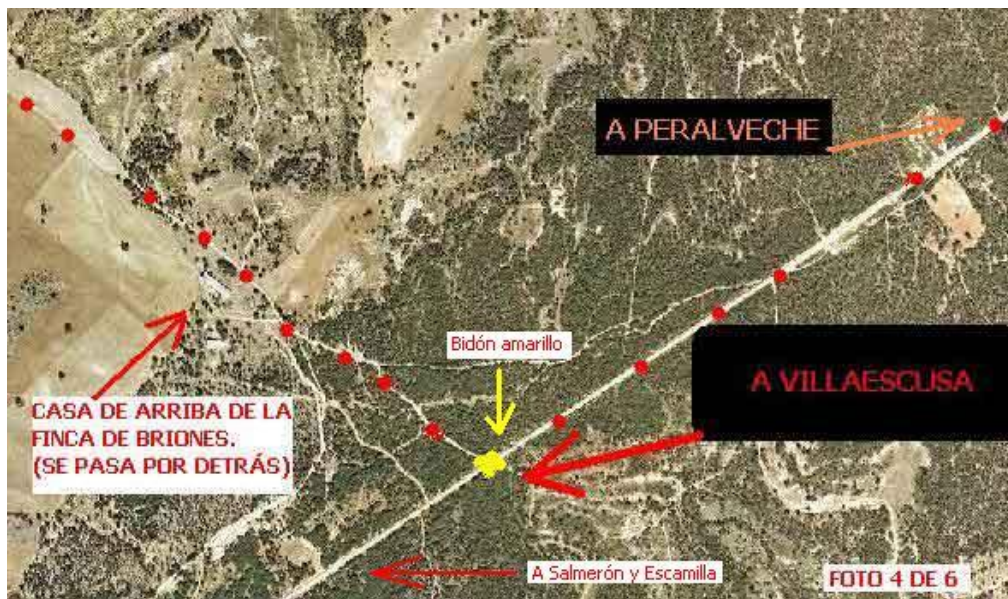 A PERALVECHE
Bidón amarillo
A VILLAESCUSA
CASA DE ARRIBA DE LA
FINCA DE BRIONES.
(SE PASA POR DETRÁS)
A Salmerón y Escamilla
FOTO 4 DE 6